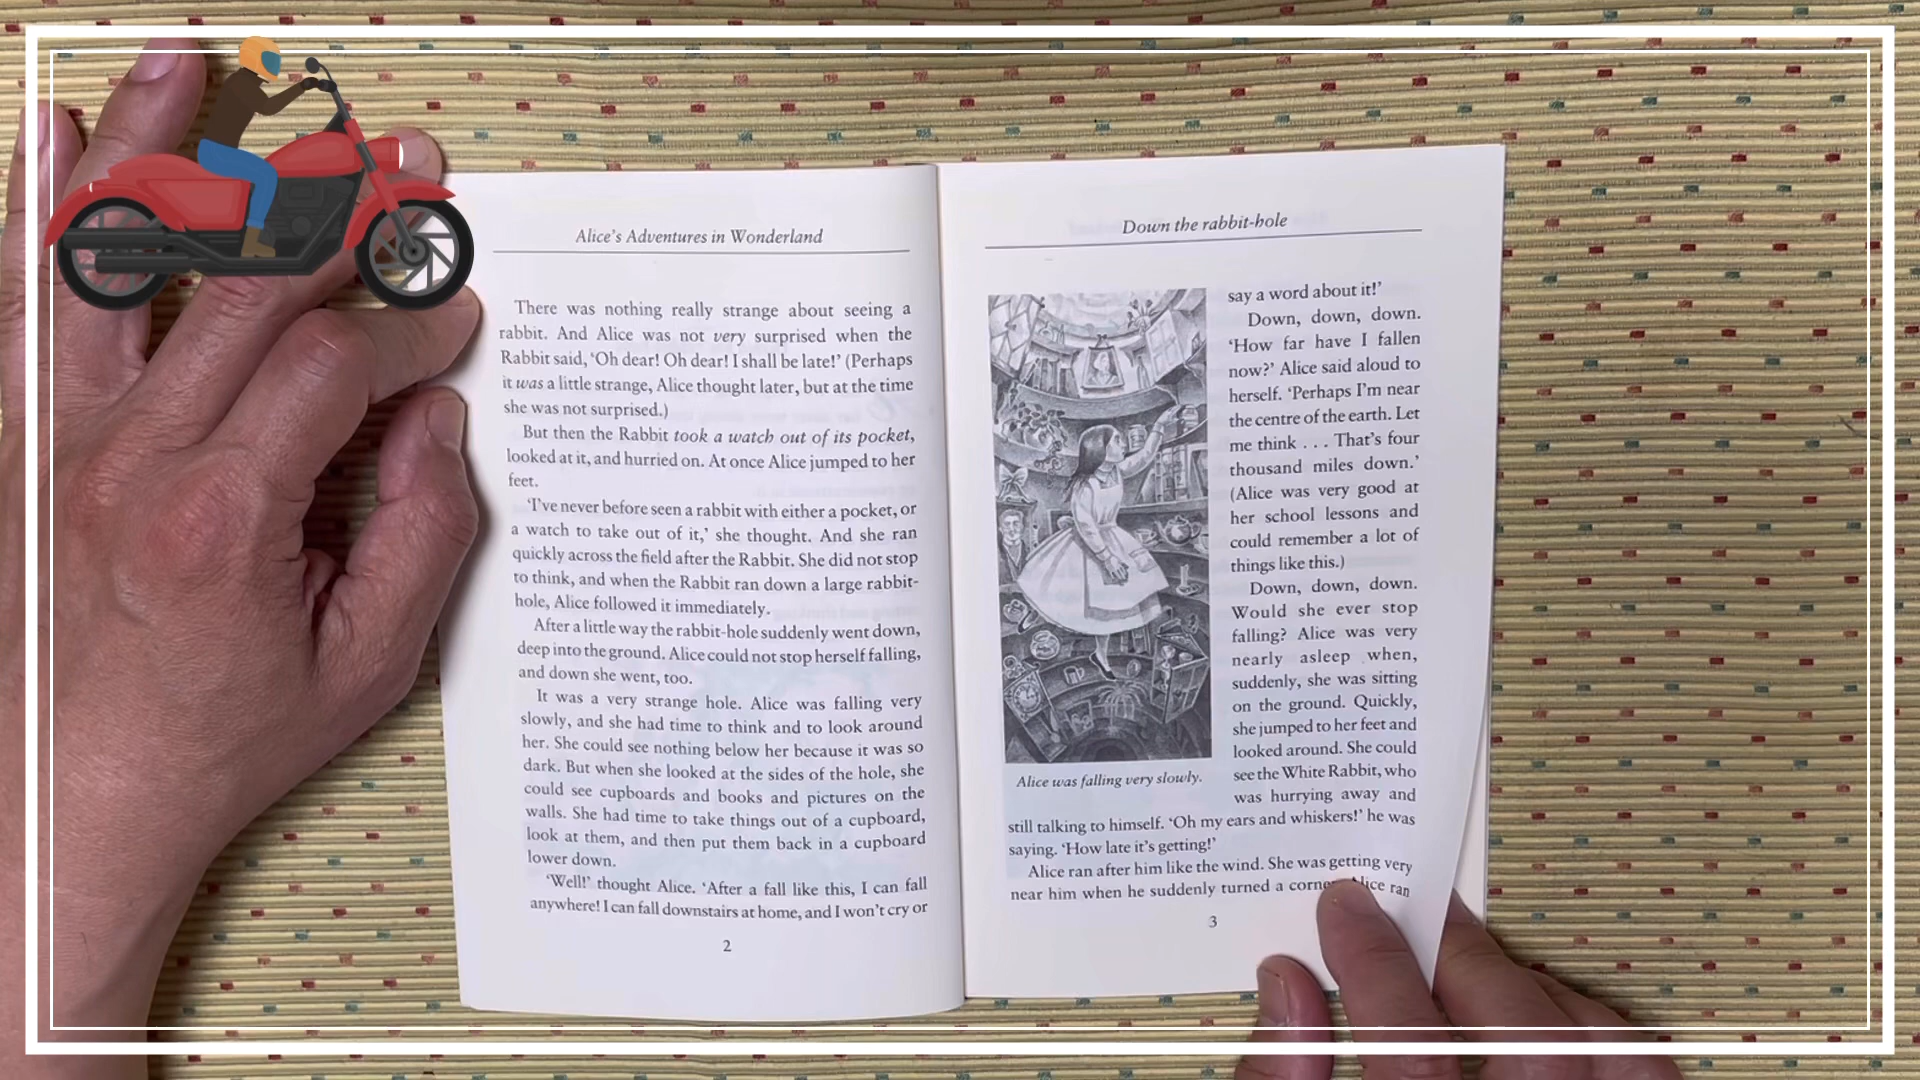 Alice's Adventures in Wonderland
There was nothing really strange about seeing a
rabbit. And Alice was not very surprised when the
Rabbit said, 'Oh dear! Oh dear! I shall be late!' (Perhaps
it was a little strange, Alice thought later, but at the time
she was not surprised.)
But then the Rabbit took a watch out of its pocket,
looked at it, and hurried on. At once Alice jumped to her
feet.
'I've never before seen a rabbit with either a pocket, or
a watch to take out of it,' she thought. And she ran
quickly across the field after the Rabbit. She did not stop
to think, and when the Rabbit ran down a large rabbit-
hole, Alice followed it immediately.
After a little way the rabbit-hole suddenly went down,
deep into the ground. Alice could not stop herself falling,
and down she went, too.
It was a very strange hole. Alice was falling very
slowly, and she had time to think and to look around
her. She could see nothing below her because it was so
dark. But when she looked at the sides of the hole, she
could see cupboards and books and pictures on the
walls. She had time to take things out of a cupboard,
look at them, and then put them back in a cupboard
lower down.
'Well!' thought Alice. 'After a fall like this, I can fall
anywhere! I can fall downstairs at home, and I won't cry or
2
Down the rabbit-hole
say a word about it!'
Down, down, down.
'How far have I fallen
now?' Alice said aloud to
herself. 'Perhaps I'm near
the centre of the earth. Let
me think . . . That's four
thousand miles down.'
(Alice was very good at
her school lessons and
could remember a lot of
things like this.)
Down, down, down.
Would she ever stop
falling? Alice was very
nearly asleep when,
suddenly, she was sitting
on the ground. Quickly,
she jumped to her feet and
looked around. She could
see the White Rabbit, who
was hurrying away and
Alice was falling very slowly.
still talking to himself. 'Oh my ears and whiskers!' he was
saying. 'How late it's getting!'
Alice ran after him like the wind. She was getting very
near him when he suddenly turned a corner. Alice ran
3